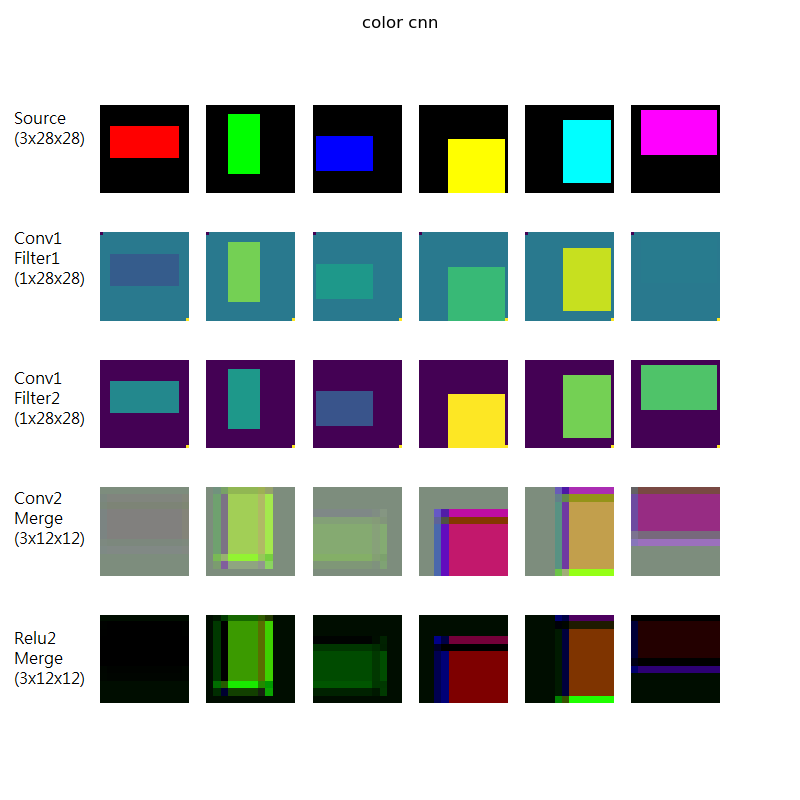 color cnn
Source
(3x28x28)
Conv1
Filter1
(1x28x28)
Conv1
Filter2
(1x28x28)
Conv2
Merge
(3x12x12)
Relu2
Merge
(3x12x12)